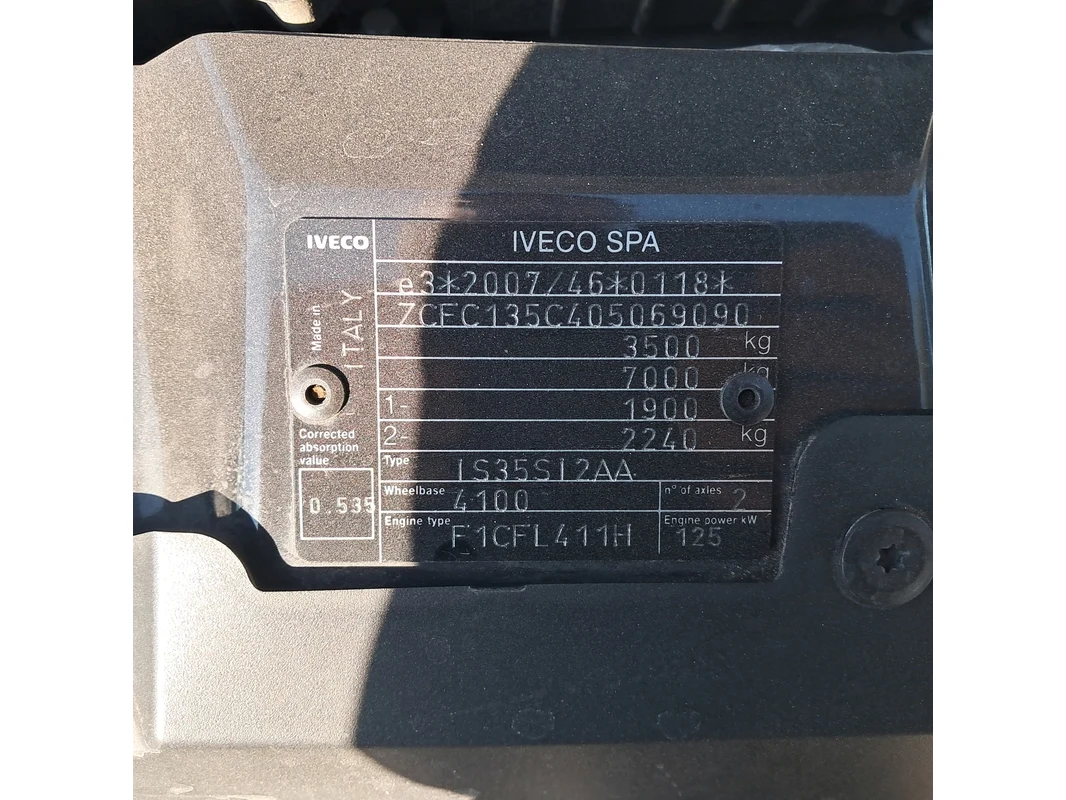 IVECO
IVECO SPA
e3*2007/46*0118*
ZCFC135C405069090
3500 kg
7000 kg
1- 1900
2- 2240 kg
Made in
ITALY
Corrected
absorption
value
0.535
Type IS35SI2AA
Wheelbase 4100 n° of axles 2
Engine type F1CFL411H Engine power kW 125